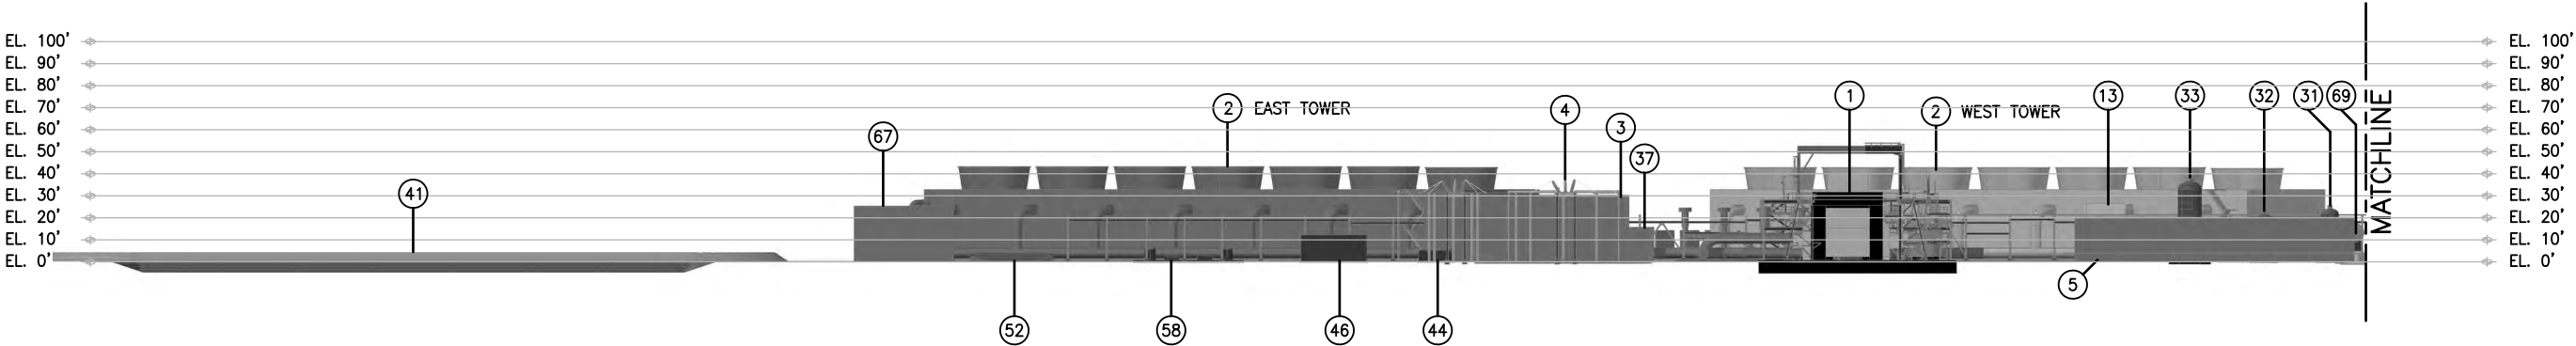 EL. 100'
EL. 90'
EL. 80'
EL. 70'
EL. 60'
EL. 50'
EL. 40'
EL. 30'
EL. 20'
EL. 10'
EL. 0'
41
67
2 EAST TOWER
4
3
37
1
2 WEST TOWER
13
33
32
31
69
52
58
46
44
5
MATCHLINE
EL. 100'
EL. 90'
EL. 80'
EL. 70'
EL. 60'
EL. 50'
EL. 40'
EL. 30'
EL. 20'
EL. 10'
EL. 0'